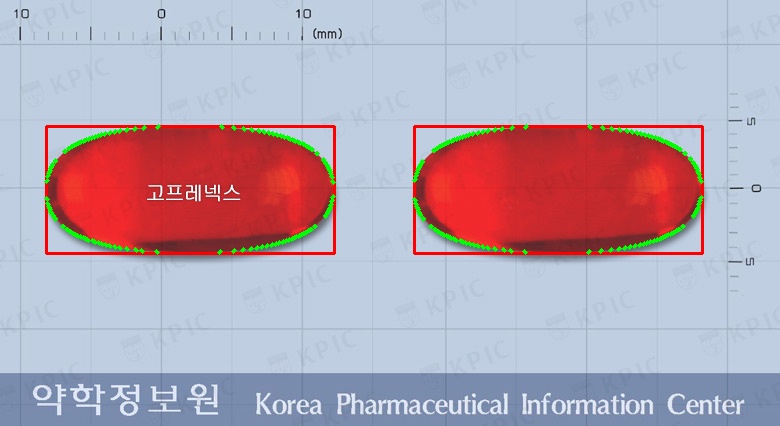 10 0 10
(mm)
KPIC
5
0
5
고프레넥스
약학정보원 Korea Pharmaceutical Information Center